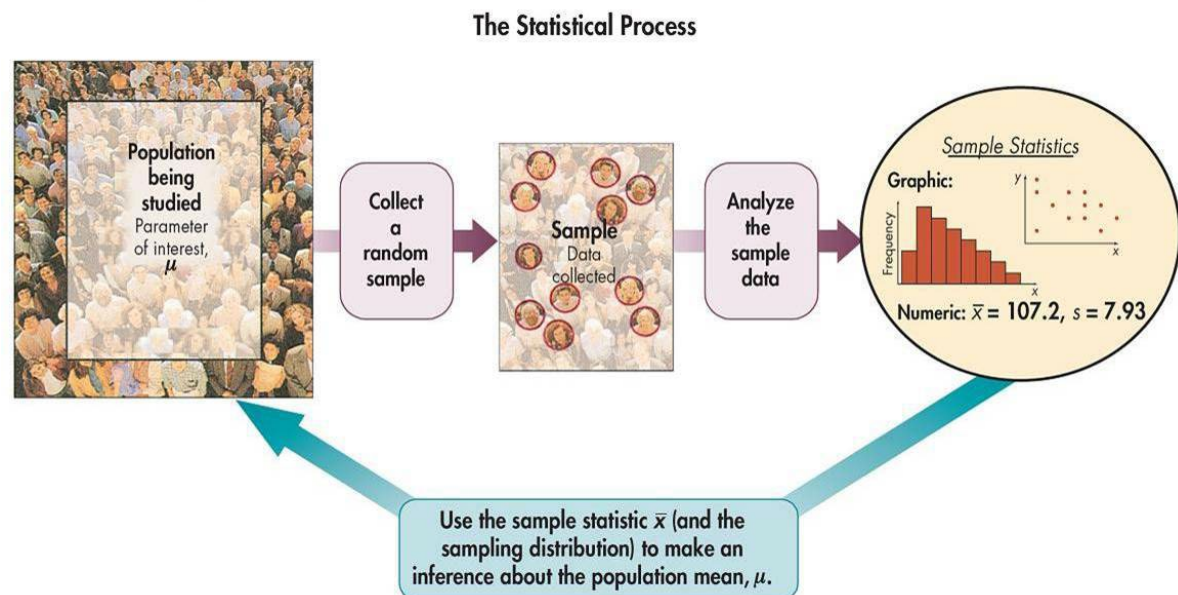 The Statistical Process
Population
being
studied
Parameter
of interest,
μ
Collect
a
random
sample
Sample
Data
collected
Analyze
the
sample
data
Sample Statistics
Graphic:
y
x
Frequency
x
Numeric: x̅ = 107.2, s = 7.93
Use the sample statistic x̅ (and the
sampling distribution) to make an
inference about the population mean, μ.